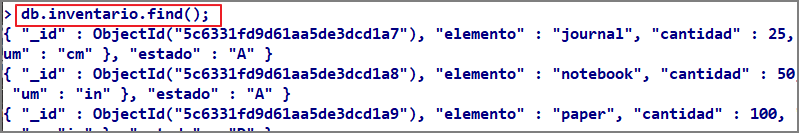 > db.inventario.find();
{ "_id" : ObjectId("5c6331fd9d61aa5de3dcd1a7"), "elemento" : "journal", "cantidad" : 25,
um" : "cm" }, "estado" : "A" }
{ "_id" : ObjectId("5c6331fd9d61aa5de3dcd1a8"), "elemento" : "notebook", "cantidad" : 50
"um" : "in" }, "estado" : "A" }
{ "_id" : ObjectId("5c6331fd9d61aa5de3dcd1a9"), "elemento" : "paper", "cantidad" : 100,